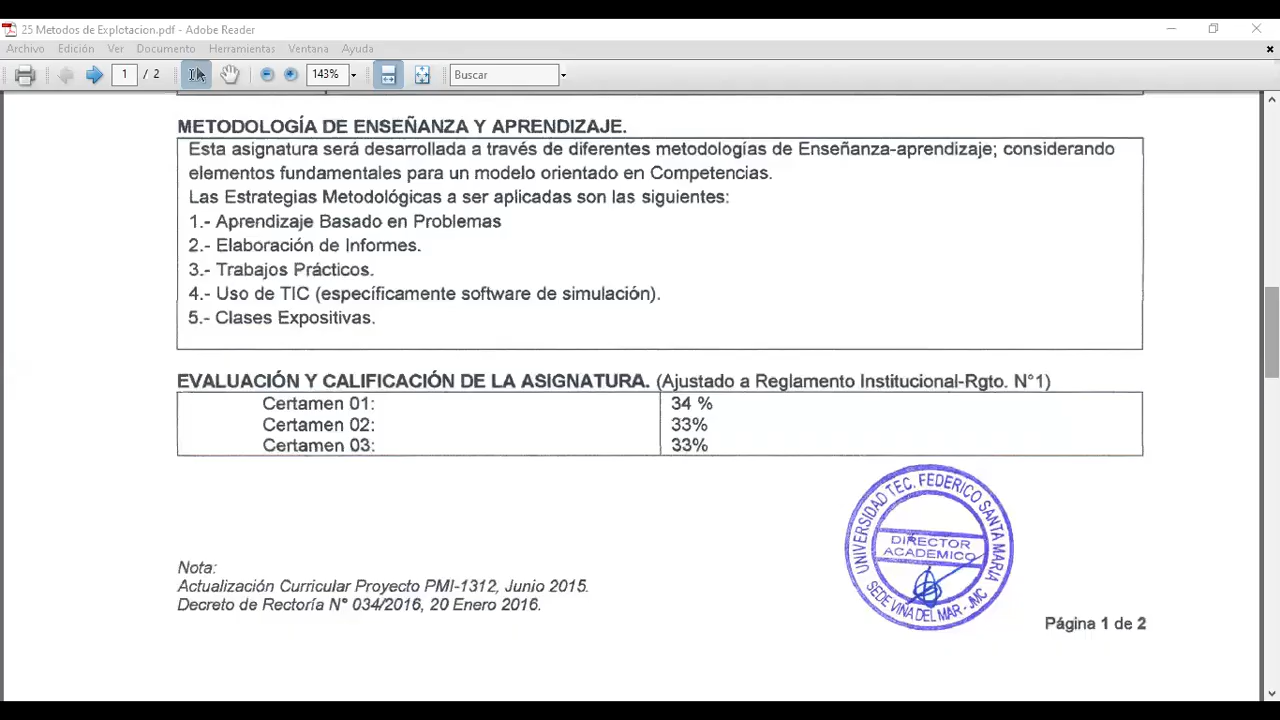 25 Metodos de Explotacion.pdf - Adobe Reader
Archivo Edición Ver Documento Herramientas Ventana Ayuda
1 / 2 143% Buscar
METODOLOGÍA DE ENSEÑANZA Y APRENDIZAJE.
Esta asignatura será desarrollada a través de diferentes metodologías de Enseñanza-aprendizaje; considerando
elementos fundamentales para un modelo orientado en Competencias.
Las Estrategias Metodológicas a ser aplicadas son las siguientes:
1.- Aprendizaje Basado en Problemas
2.- Elaboración de Informes.
3.- Trabajos Prácticos.
4.- Uso de TIC (específicamente software de simulación).
5.- Clases Expositivas.
EVALUACIÓN Y CALIFICACIÓN DE LA ASIGNATURA. (Ajustado a Reglamento Institucional-Rgto. N°1)
Certamen 01: 34 %
Certamen 02: 33%
Certamen 03: 33%
UNIVERSIDAD TEC. FEDERICO SANTA MARIA
DIRECTOR
ACADEMICO
SEDE VIÑA DEL MAR - JMC
Nota:
Actualización Curricular Proyecto PMI-1312, Junio 2015.
Decreto de Rectoría N° 034/2016, 20 Enero 2016.
Página 1 de 2